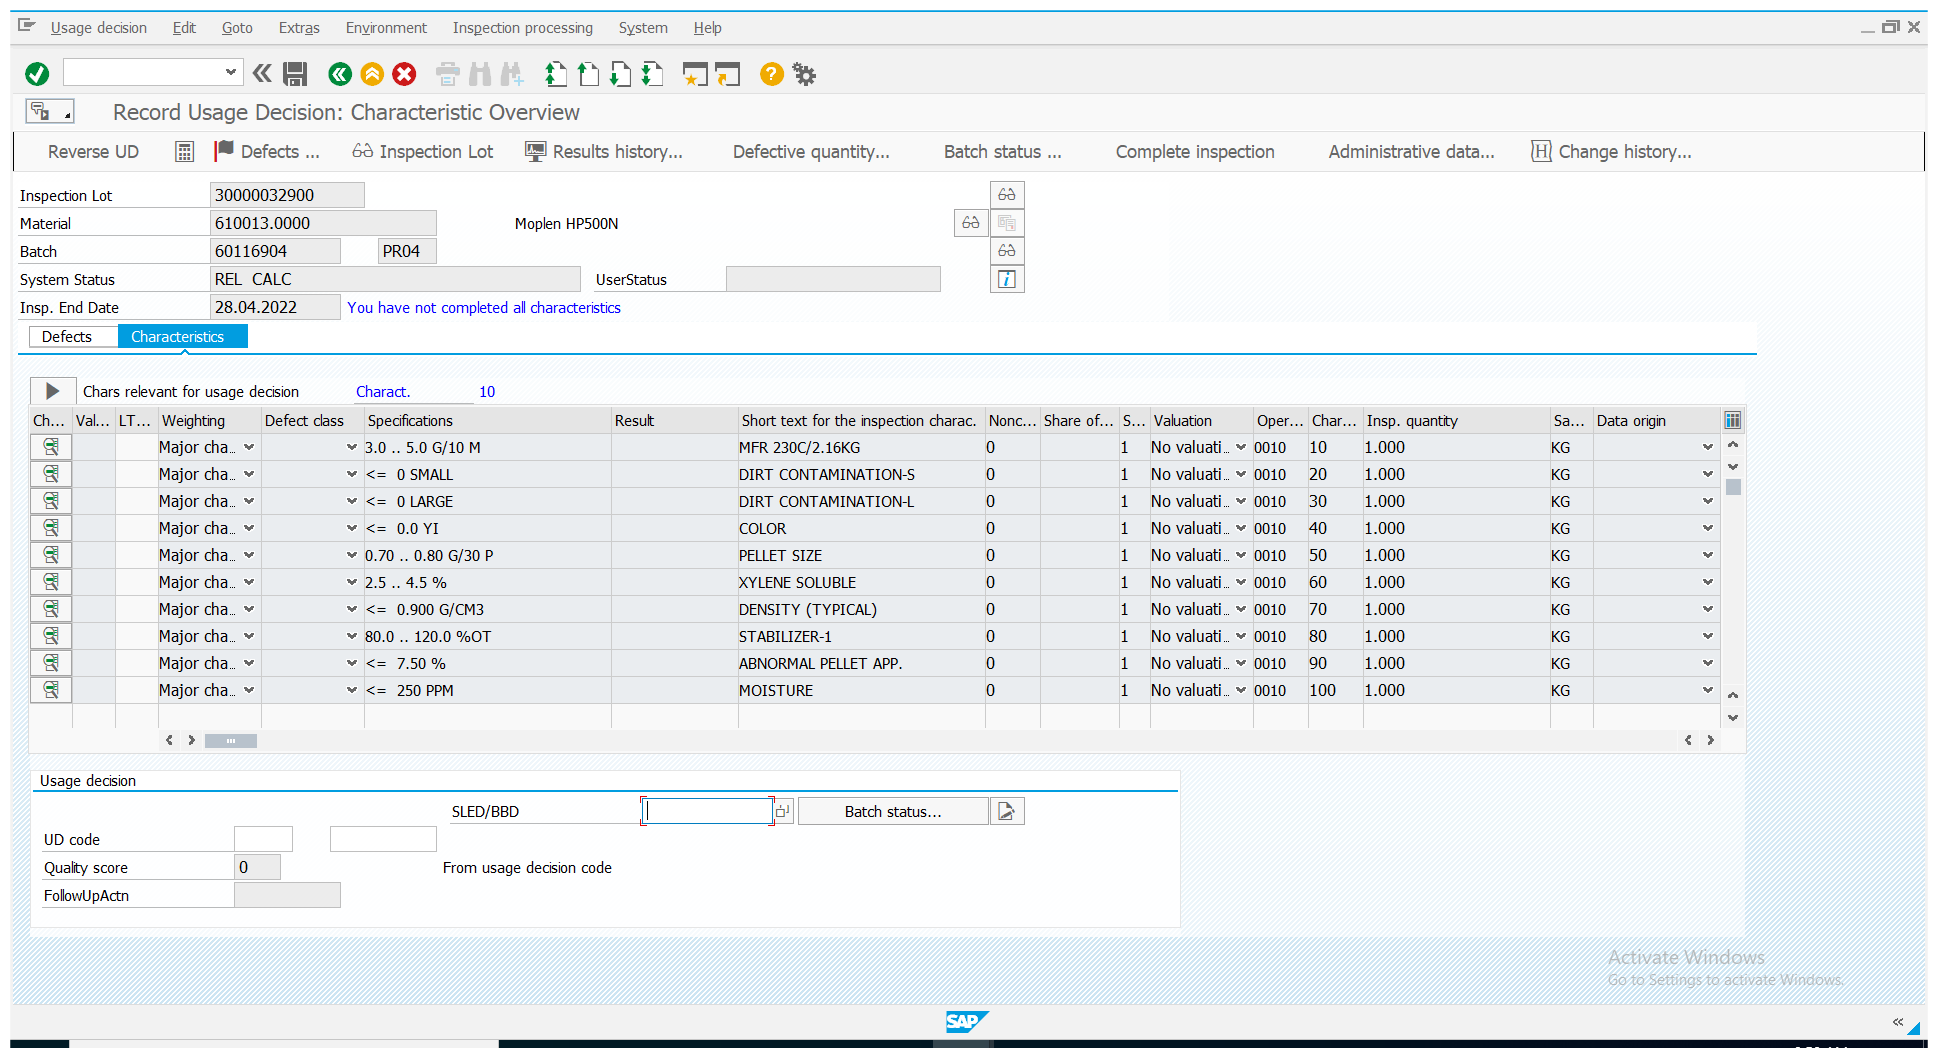 Usage decision Edit Goto Extras Environment Inspection processing System Help
Record Usage Decision: Characteristic Overview
Reverse UD Defects ... Inspection Lot Results history... Defective quantity... Batch status ... Complete inspection Administrative data... Change history...
Inspection Lot 30000032900
Material 610013.0000 Moplen HP500N
Batch 60116904 PR04
System Status REL CALC UserStatus
Insp. End Date 28.04.2022 You have not completed all characteristics
Defects Characteristics
Chars relevant for usage decision Charact. 10
Ch... Val... LT... Weighting Defect class Specifications Result Short text for the inspection charac. Nonc... Share of... S... Valuation Oper... Char... Insp. quantity Sa... Data origin
Major cha.. 3.0 .. 5.0 G/10 M MFR 230C/2.16KG 0 1 No valuati.. 0010 10 1.000 KG
Major cha.. <= 0 SMALL DIRT CONTAMINATION-S 0 1 No valuati.. 0010 20 1.000 KG
Major cha.. <= 0 LARGE DIRT CONTAMINATION-L 0 1 No valuati.. 0010 30 1.000 KG
Major cha.. <= 0.0 YI COLOR 0 1 No valuati.. 0010 40 1.000 KG
Major cha.. 0.70 .. 0.80 G/30 P PELLET SIZE 0 1 No valuati.. 0010 50 1.000 KG
Major cha.. 2.5 .. 4.5 % XYLENE SOLUBLE 0 1 No valuati.. 0010 60 1.000 KG
Major cha.. <= 0.900 G/CM3 DENSITY (TYPICAL) 0 1 No valuati.. 0010 70 1.000 KG
Major cha.. 80.0 .. 120.0 %OT STABILIZER-1 0 1 No valuati.. 0010 80 1.000 KG
Major cha.. <= 7.50 % ABNORMAL PELLET APP. 0 1 No valuati.. 0010 90 1.000 KG
Major cha.. <= 250 PPM MOISTURE 0 1 No valuati.. 0010 100 1.000 KG
Usage decision
SLED/BBD Batch status...
UD code
Quality score 0 From usage decision code
FollowUpActn
Activate Windows
Go to Settings to activate Windows.
SAP